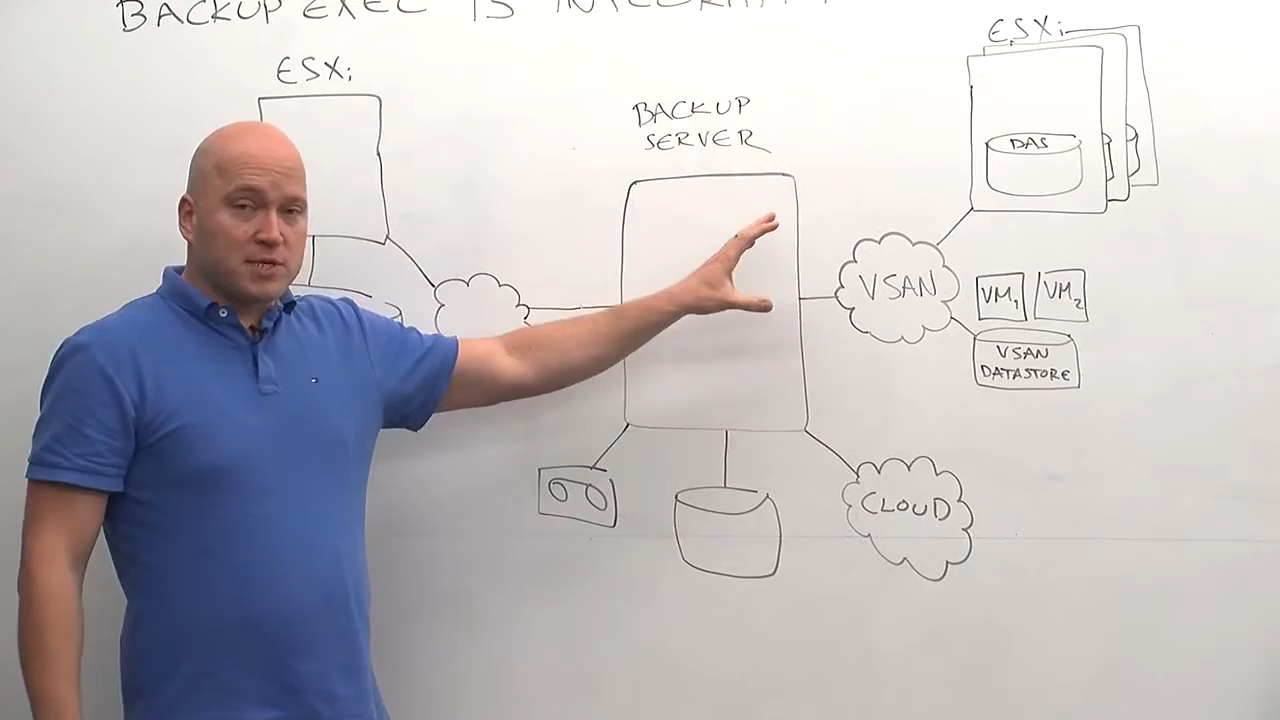 BACKUP EXEC IS
ESXi
ESXi
BACKUP
SERVER
DAS
VSAN
VM1
VM2
VSAN
DATASTORE
CLOUD